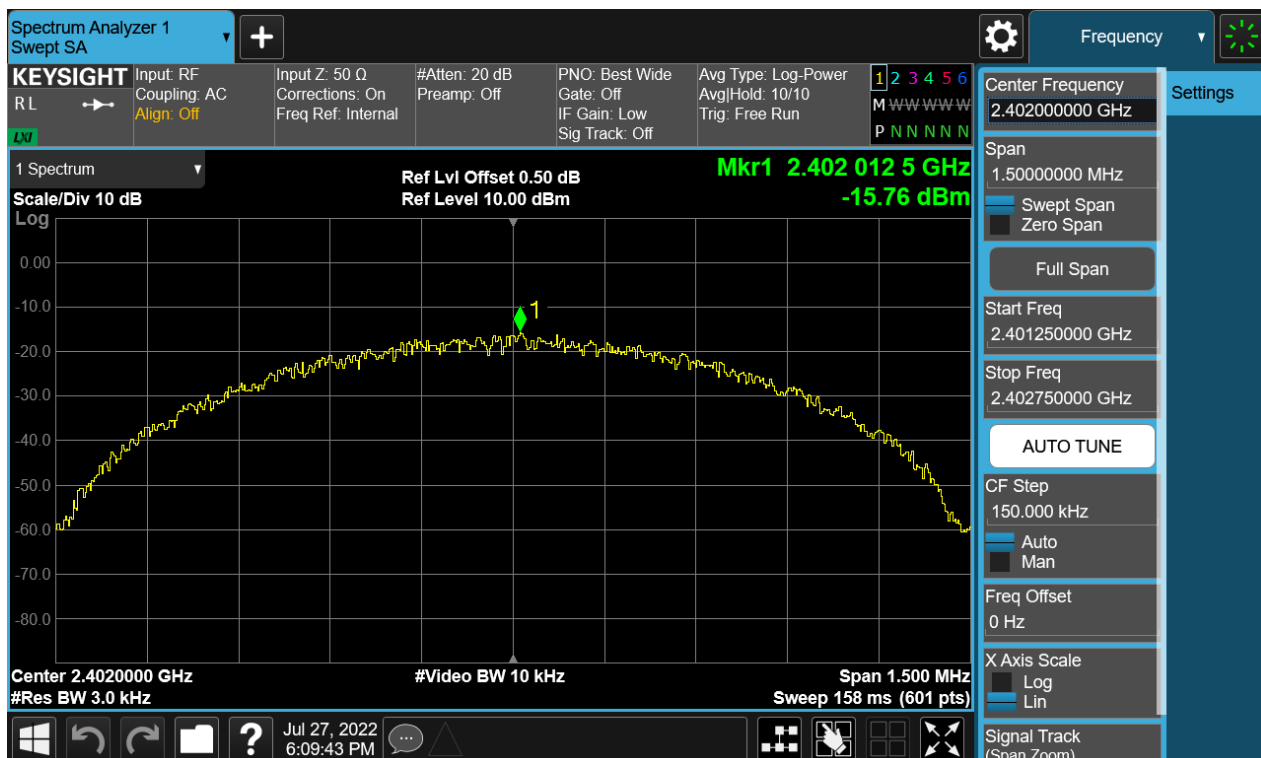 Spectrum Analyzer 1
Swept SA
+
Frequency
KEYSIGHT
R L
LXI
Input: RF
Coupling: AC
Align: Off
Input Z: 50 Ω
Corrections: On
Freq Ref: Internal
#Atten: 20 dB
Preamp: Off
PNO: Best Wide
Gate: Off
IF Gain: Low
Sig Track: Off
Avg Type: Log-Power
Avg|Hold: 10/10
Trig: Free Run
1 2 3 4 5 6
M W W W W W
P N N N N N
1 Spectrum
Scale/Div 10 dB
Log
Ref Lvl Offset 0.50 dB
Ref Level 10.00 dBm
Mkr1 2.402 012 5 GHz
-15.76 dBm
0.00
-10.0
-20.0
-30.0
-40.0
-50.0
-60.0
-70.0
-80.0
1
Center 2.4020000 GHz
#Res BW 3.0 kHz
#Video BW 10 kHz
Span 1.500 MHz
Sweep 158 ms (601 pts)
Center Frequency
2.402000000 GHz
Span
1.50000000 MHz
Swept Span
Zero Span
Full Span
Start Freq
2.401250000 GHz
Stop Freq
2.402750000 GHz
AUTO TUNE
CF Step
150.000 kHz
Auto
Man
Freq Offset
0 Hz
X Axis Scale
Log
Lin
Signal Track
(Span Zoom)
Settings
?
Jul 27, 2022
6:09:43 PM